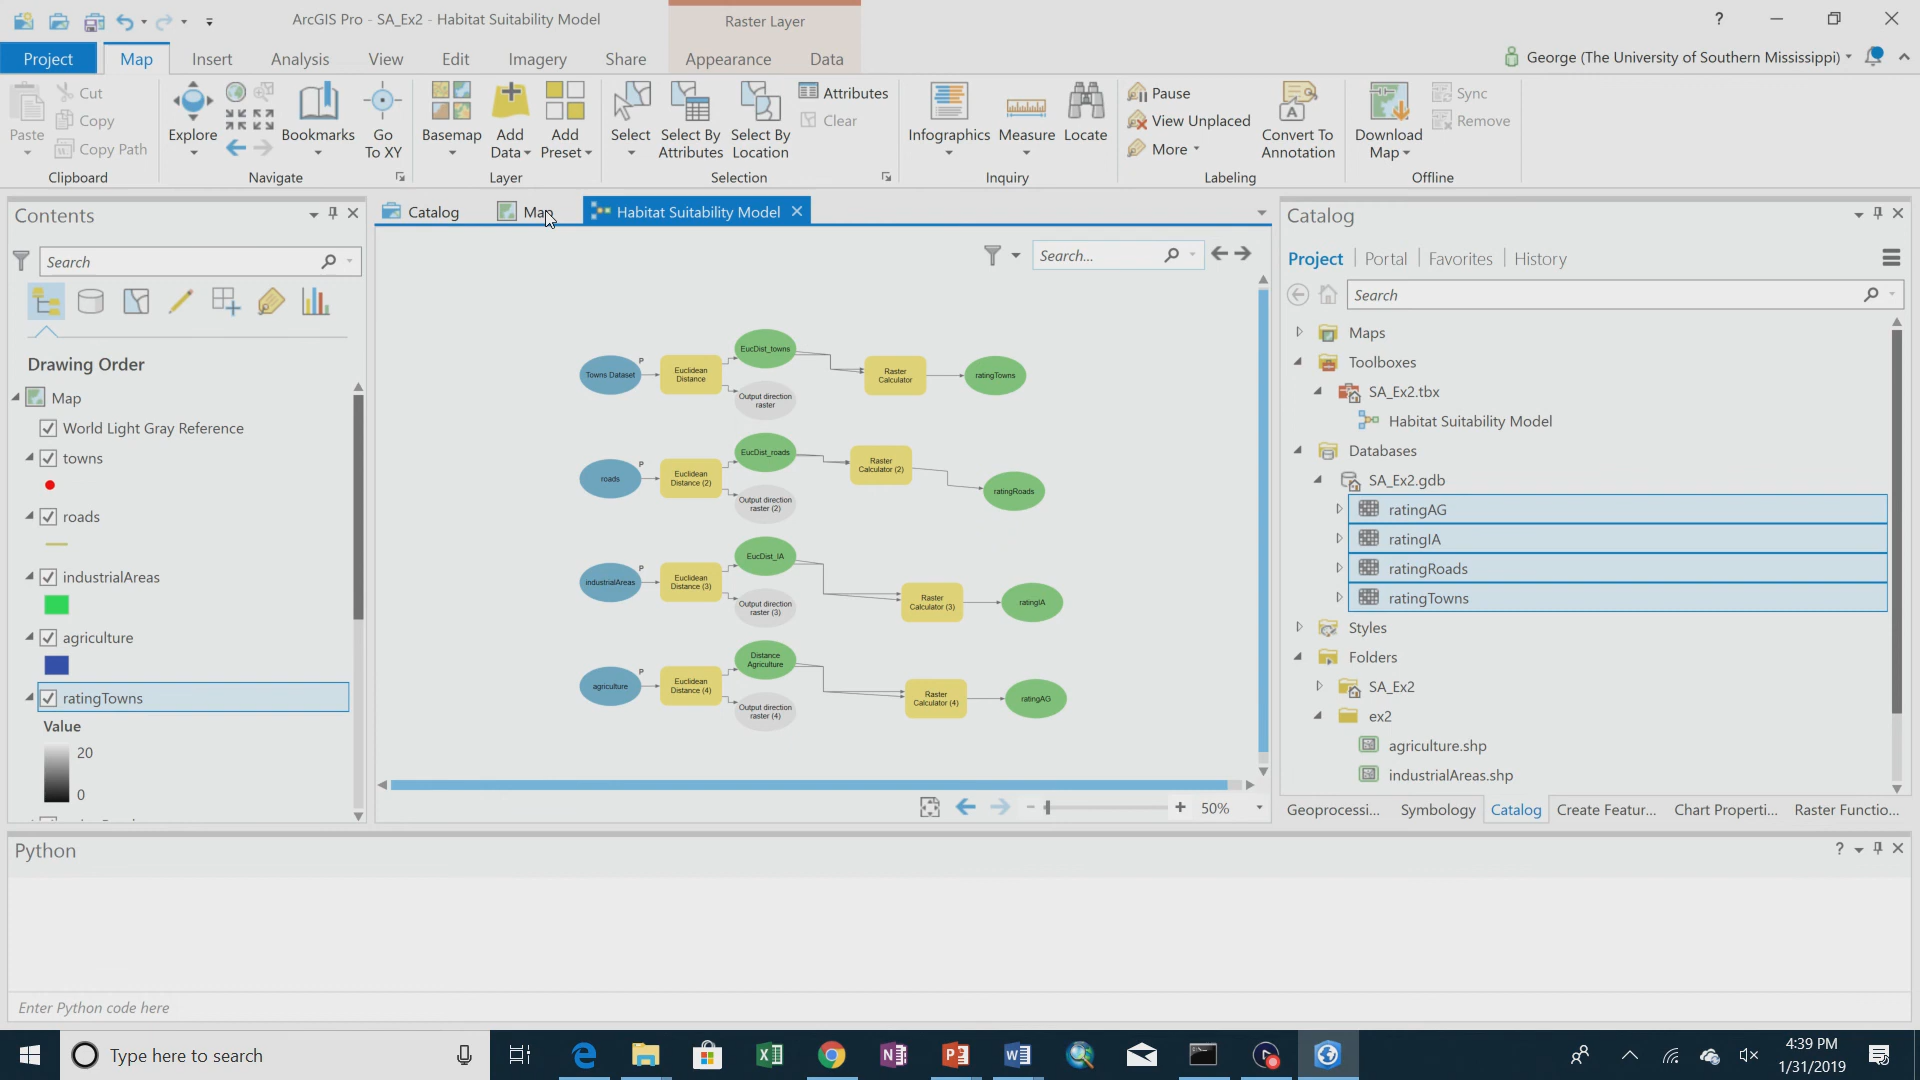 ArcGIS Pro - SA_Ex2 - Habitat Suitability Model
Raster Layer
?
Project
Map
Insert
Analysis
View
Edit
Imagery
Share
Appearance
Data
George (The University of Southern Mississippi)
Paste
Cut
Copy
Copy Path
Clipboard
Explore
Bookmarks
Go
To XY
Navigate
Basemap
Add
Data
Add
Preset
Layer
Select
Select By
Attributes
Select By
Location
Attributes
Clear
Selection
Infographics
Measure
Locate
Inquiry
Pause
View Unplaced
More
Convert To
Annotation
Labeling
Download
Map
Sync
Remove
Offline
Contents
Search
Drawing Order
Map
World Light Gray Reference
towns
roads
industrialAreas
agriculture
ratingTowns
Value
20
0
Catalog
Map
Habitat Suitability Model
Search...
Towns Dataset
P
Euclidean
Distance
EucDist_towns
Output direction
raster
Raster
Calculator
ratingTowns
roads
P
Euclidean
Distance (2)
EucDist_roads
Output direction
raster (2)
Raster
Calculator (2)
ratingRoads
industrialAreas
P
Euclidean
Distance (3)
EucDist_IA
Output direction
raster (3)
Raster
Calculator (3)
ratingIA
agriculture
P
Euclidean
Distance (4)
Distance
Agriculture
Output direction
raster (4)
Raster
Calculator (4)
ratingAG
50%
Catalog
Project
Portal
Favorites
History
Search
Maps
Toolboxes
SA_Ex2.tbx
Habitat Suitability Model
Databases
SA_Ex2.gdb
ratingAG
ratingIA
ratingRoads
ratingTowns
Styles
Folders
SA_Ex2
ex2
agriculture.shp
industrialAreas.shp
Geoprocessi...
Symbology
Catalog
Create Featur...
Chart Properti...
Raster Functio...
Python
?
Enter Python code here
Type here to search
4:39 PM
1/31/2019